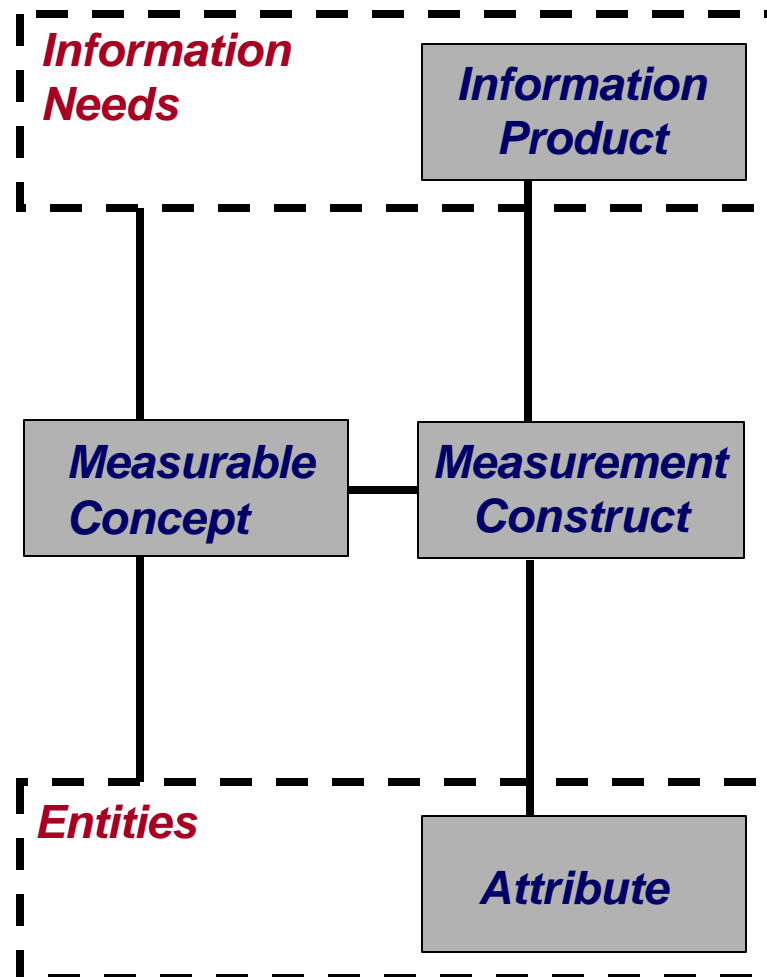 Information
Needs
Information
Product
Measurable
Concept
Measurement
Construct
Entities
Attribute